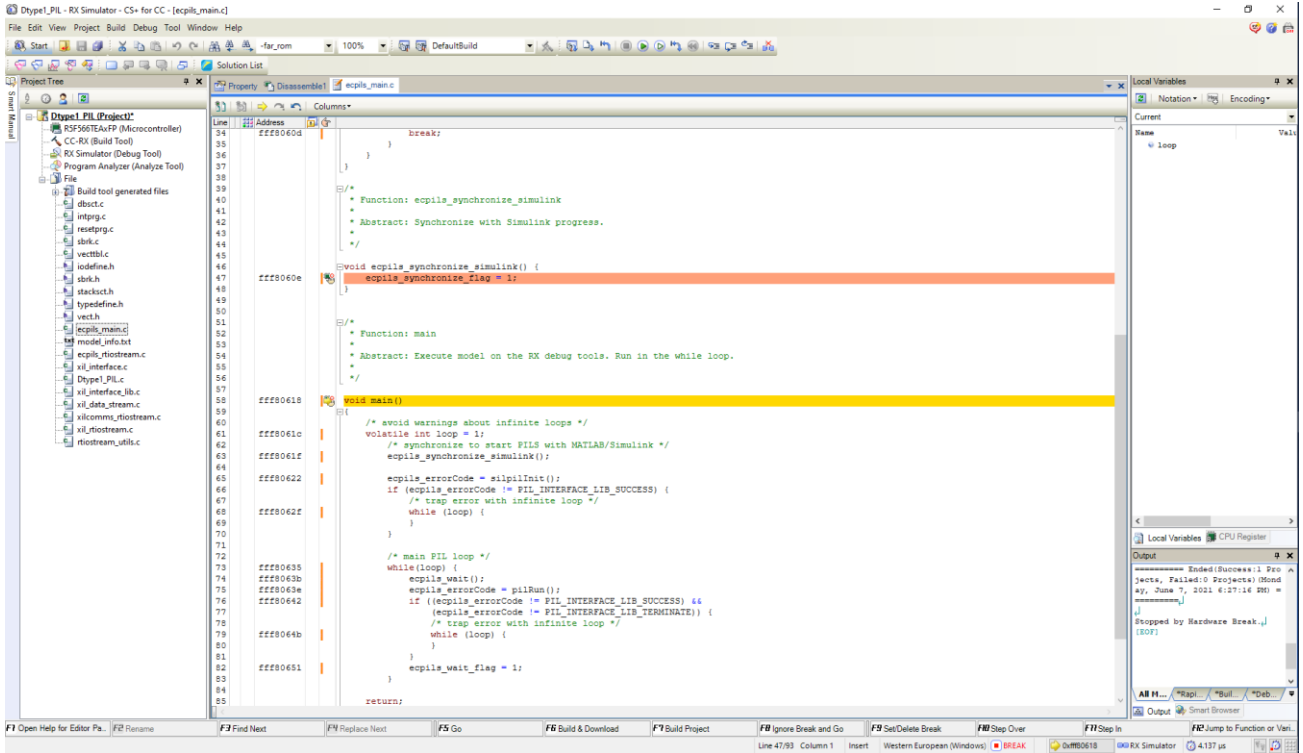 Dtype1_PIL - RX Simulator - CS+ for CC - [ecpils_main.c]
File Edit View Project Build Debug Tool Window Help
Start -far_rom 100% DefaultBuild
Solution List
Project Tree
Smart Manual
Dtype1_PIL (Project)*
R5F566TEAxFP (Microcontroller)
CC-RX (Build Tool)
RX Simulator (Debug Tool)
Program Analyzer (Analyze Tool)
File
Build tool generated files
dbsct.c
intprg.c
resetprg.c
sbrk.c
vecttbl.c
iodefine.h
sbrk.h
stacksct.h
typedefine.h
vect.h
ecpils_main.c
model_info.txt
ecpils_rtiostream.c
xil_interface.c
Dtype1_PIL.c
xil_interface_lib.c
xil_data_stream.c
xilcomms_rtiostream.c
xil_rtiostream.c
rtiostream_utils.c
Property Disassemble1 ecpils_main.c
Columns
Line Address
34 fff8060d break;
35 }
36 }
37 }
38
39 /*
40 * Function: ecpils_synchronize_simulink
41 *
42 * Abstract: Synchronize with Simulink progress.
43 *
44 */
45
46 void ecpils_synchronize_simulink() {
47 fff8060e ecpils_synchronize_flag = 1;
48 }
49
50
51 /*
52 * Function: main
53 *
54 * Abstract: Execute model on the RX debug tools. Run in the while loop.
55 *
56 */
57
58 fff80618 void main()
59 {
60 /* avoid warnings about infinite loops */
61 fff8061c volatile int loop = 1;
62 /* synchronize to start PILS with MATLAB/Simulink */
63 fff8061f ecpils_synchronize_simulink();
64
65 fff80622 ecpils_errorCode = silpilInit();
66 if (ecpils_errorCode != PIL_INTERFACE_LIB_SUCCESS) {
67 /* trap error with infinite loop */
68 fff8062f while (loop) {
69 }
70 }
71
72 /* main PIL loop */
73 fff80635 while(loop) {
74 fff8063b ecpils_wait();
75 fff8063e ecpils_errorCode = pilRun();
76 fff80642 if ((ecpils_errorCode != PIL_INTERFACE_LIB_SUCCESS) &&
77 (ecpils_errorCode != PIL_INTERFACE_LIB_TERMINATE)) {
78 /* trap error with infinite loop */
79 fff8064b while (loop) {
80 }
81 }
82 fff80651 ecpils_wait_flag = 1;
83 }
84
85 return;
Local Variables
Notation Encoding
Current
Name Valu
loop
Local Variables CPU Register
Output
========== Ended(Success:1 Pro
jects, Failed:0 Projects)(Mond
ay, June 7, 2021 6:27:16 PM) =
=========
Stopped by Hardware Break.
[EOF]
All M... *Rapi... *Buil... *Deb...
Output Smart Browser
F1 Open Help for Editor Pa... F2 Rename F3 Find Next F4 Replace Next F5 Go F6 Build & Download F7 Build Project F8 Ignore Break and Go F9 Set/Delete Break F10 Step Over F11 Step In F12 Jump to Function or Vari...
Line 47/93 Column 1 Insert Western European (Windows) BREAK 0xfff80618 RX Simulator 4.137 µs